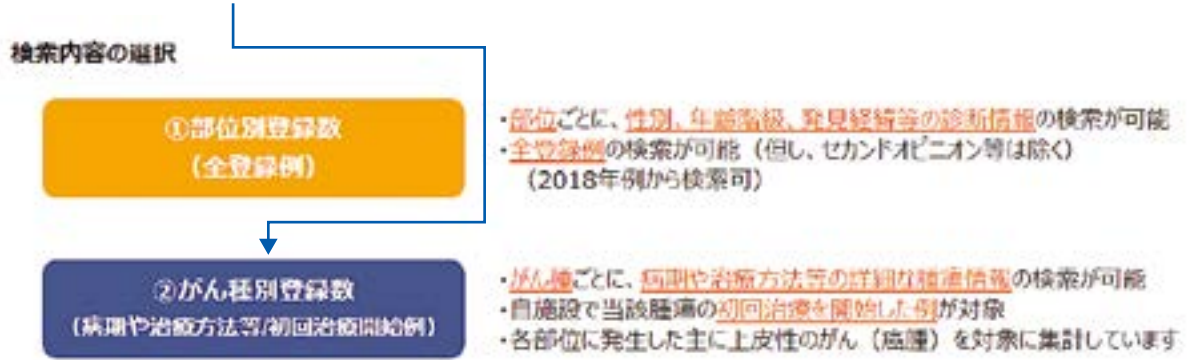 検索内容の選択
①部位別登録数
(全登録例)
・部位ごとに、性別、年齢階級、発見経緯等の診断情報の検索が可能
・全登録例の検索が可能(但し、セカンドオピニオン等は除く)
(2018年例から検索可)
②がん種別登録数
(病期や治療方法等/初回治療開始例)
・がん種ごとに、病期や治療方法等の詳細な腫瘍情報の検索が可能
・自施設で当該腫瘍の初回治療を開始した例が対象
・各部位に発生した主に上皮性のがん(癌腫)を対象に集計しています